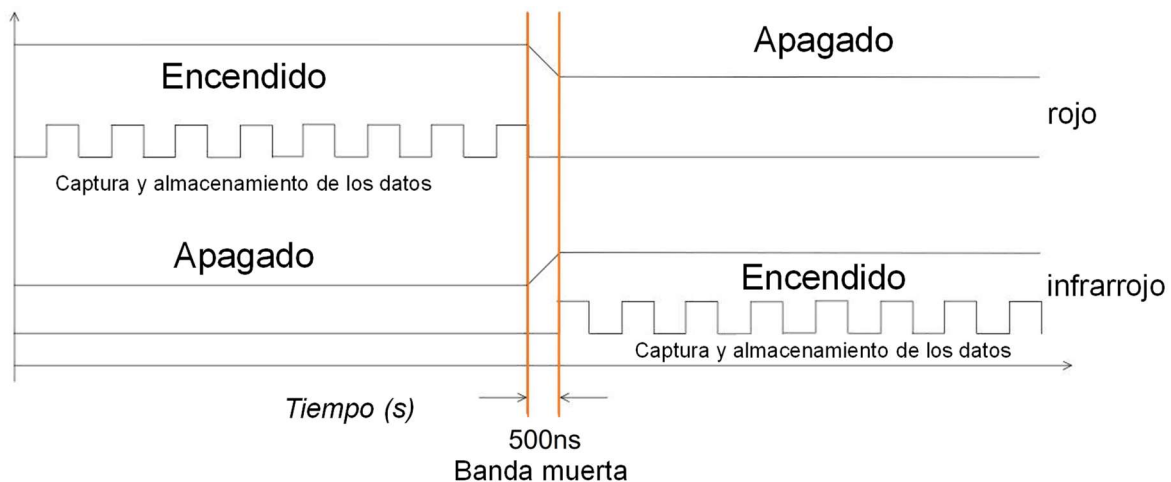 Apagado
Encendido
rojo
Captura y almacenamiento de los datos
Apagado
Encendido
infrarrojo
Captura y almacenamiento de los datos
Tiempo (s)
500ns
Banda muerta